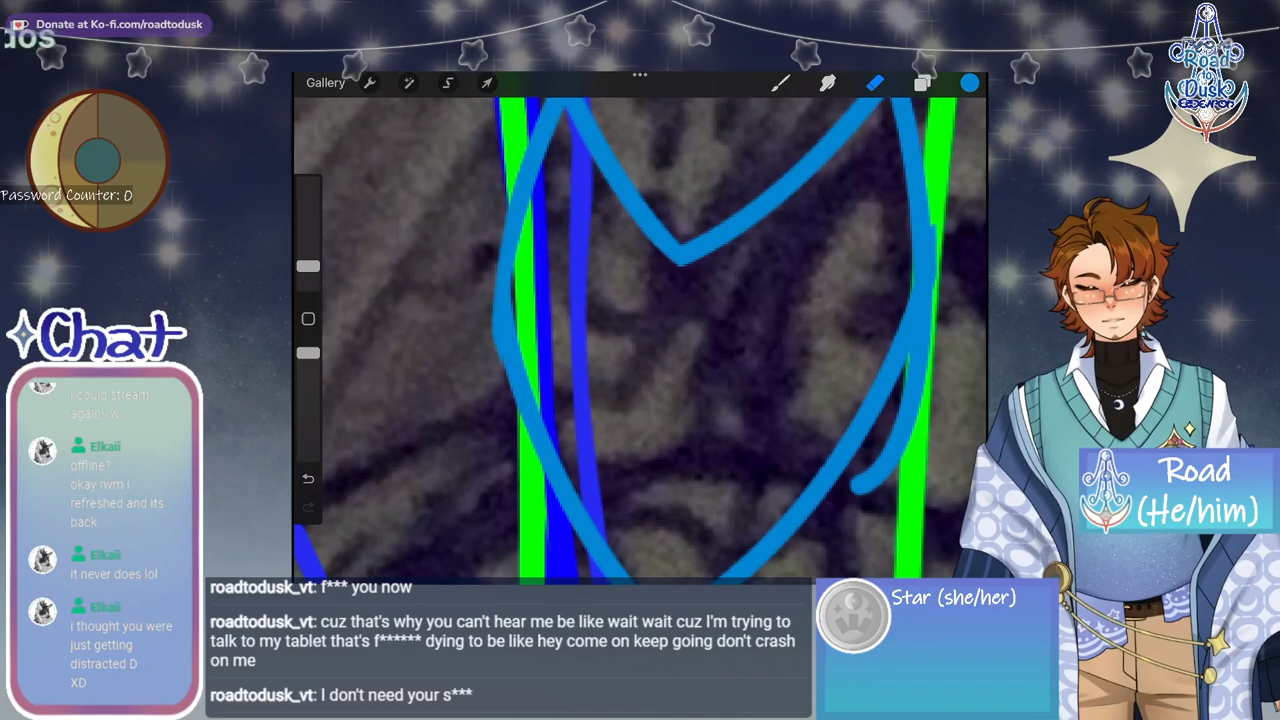 Donate at Ko-fi.com/roadtodusk
Gallery
Road
to
Dusk
Password Counter: 0
Chat
i could stream
again! w
Elkaii
offline?
okay nvm i
refreshed and its
back
Elkaii
it never does lol
Elkaii
i thought you were
just getting
distracted D
XD
roadtodusk_vt: f*** you now
roadtodusk_vt: cuz that's why you can't hear me be like wait wait cuz I'm trying to
talk to my tablet that's f****** dying to be like hey come on keep going don't crash
on me
roadtodusk_vt: I don't need your s***
Star (she/her)
Road
(He/him)